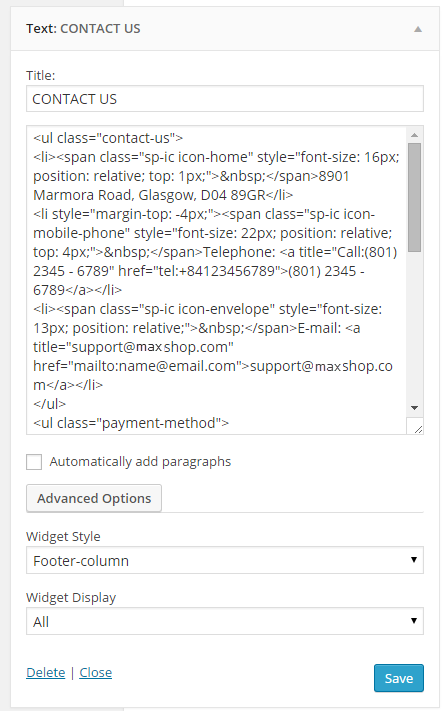 Text: CONTACT US
Title:
CONTACT US
<ul class="contact-us">
<li><span class="sp-ic icon-home" style="font-size: 16px;
position: relative; top: 1px;">&nbsp;</span>8901
Marmora Road, Glasgow, D04 89GR</li>
<li style="margin-top: -4px;"><span class="sp-ic icon-
mobile-phone" style="font-size: 22px; position: relative;
top: 4px;">&nbsp;</span>Telephone: <a title="Call:(801)
2345 - 6789" href="tel:+84123456789">(801) 2345 -
6789</a></li>
<li><span class="sp-ic icon-envelope" style="font-size:
13px; position: relative;">&nbsp;</span>E-mail: <a
title="support@maxshop.com"
href="mailto:name@email.com">support@maxshop.co
m</a></li>
</ul>
<ul class="payment-method">
Automatically add paragraphs
Advanced Options
Widget Style
Footer-column
Widget Display
All
Delete | Close
Save